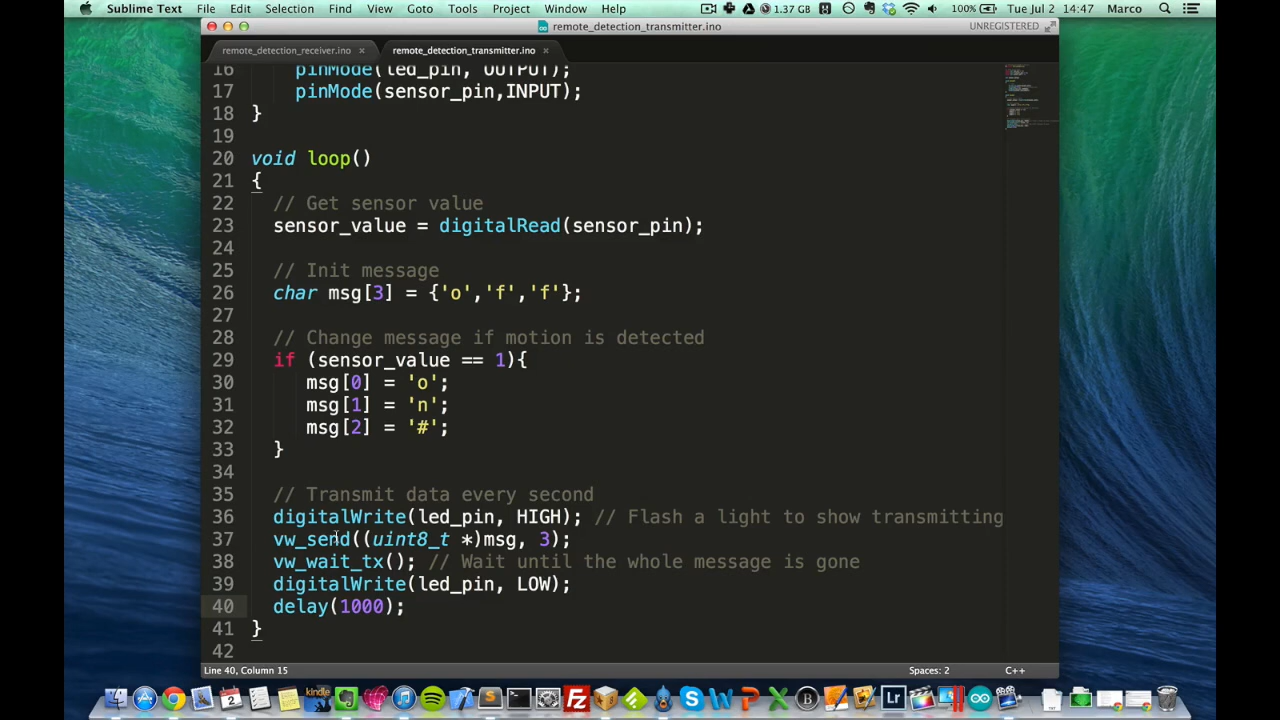 Sublime Text File Edit Selection Find View Goto Tools Project Window Help 1.37 GB 100% Tue Jul 2 14:47 Marco
remote_detection_transmitter.ino UNREGISTERED
remote_detection_receiver.ino × remote_detection_transmitter.ino ×
16 pinMode(led_pin, OUTPUT);
17 pinMode(sensor_pin,INPUT);
18 }
19
20 void loop()
21 {
22 // Get sensor value
23 sensor_value = digitalRead(sensor_pin);
24
25 // Init message
26 char msg[3] = {'o','f','f'};
27
28 // Change message if motion is detected
29 if (sensor_value == 1){
30 msg[0] = 'o';
31 msg[1] = 'n';
32 msg[2] = '#';
33 }
34
35 // Transmit data every second
36 digitalWrite(led_pin, HIGH); // Flash a light to show transmitting
37 vw_send((uint8_t *)msg, 3);
38 vw_wait_tx(); // Wait until the whole message is gone
39 digitalWrite(led_pin, LOW);
40 delay(1000);
41 }
42
Line 40, Column 15 Spaces: 2 C++
kindle Lr